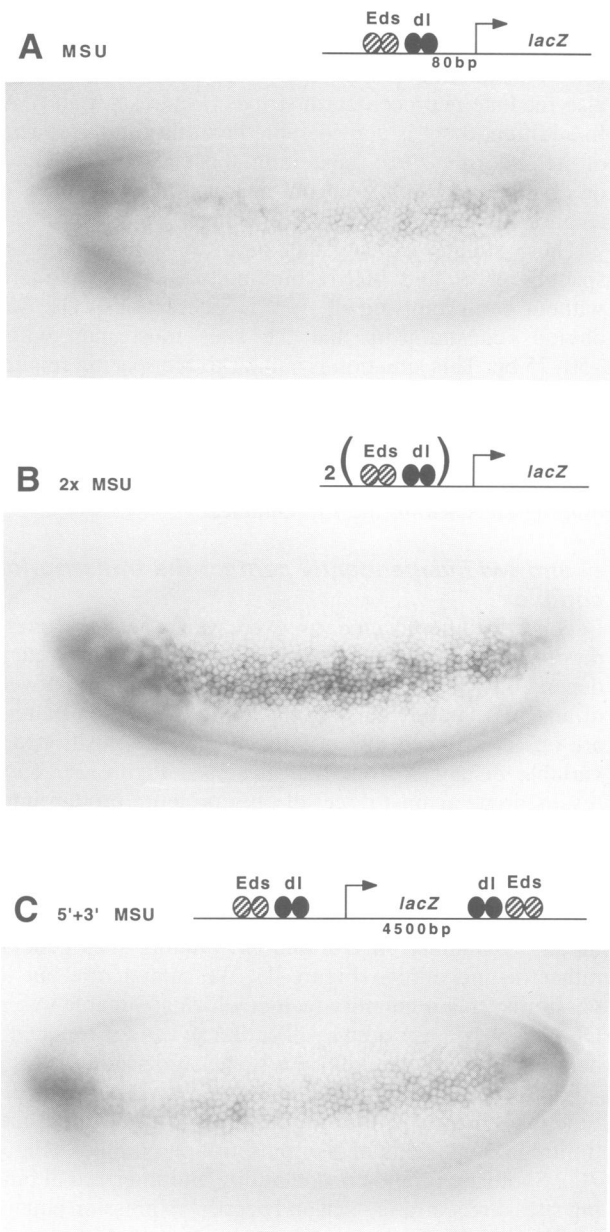 Eds dl
A MSU lacZ
80bp
2 ( Eds dl )
B 2x MSU lacZ
Eds dl dl Eds
C 5'+3' MSU lacZ
4500bp